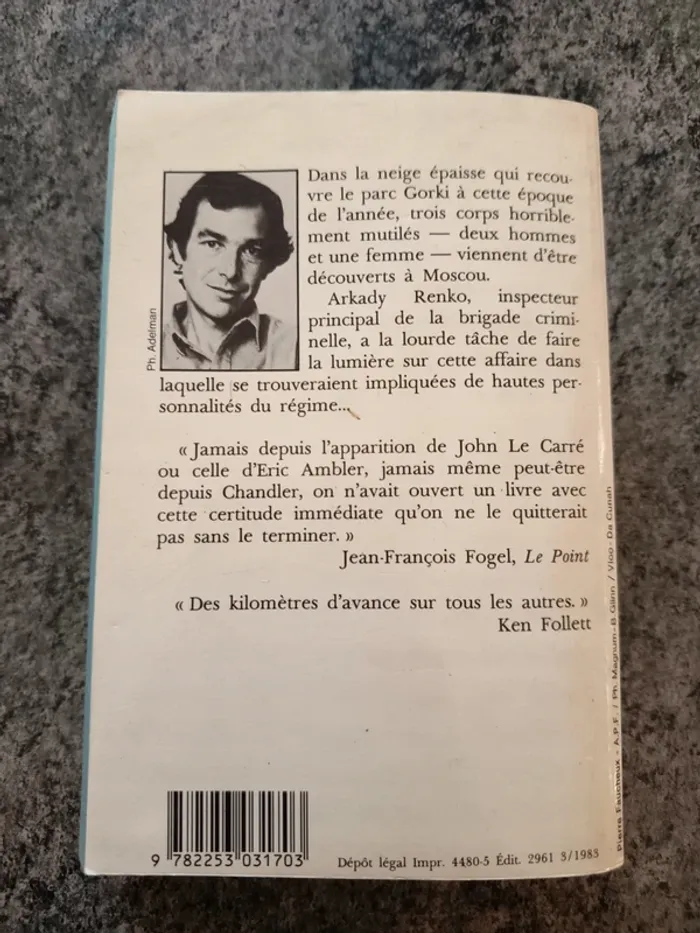 Dans la neige épaisse qui recou-
vre le parc Gorki à cette époque
de l'année, trois corps horrible-
ment mutilés — deux hommes
et une femme — viennent d'être
découverts à Moscou.
Arkady Renko, inspecteur
principal de la brigade crimi-
nelle, a la lourde tâche de faire
la lumière sur cette affaire dans
laquelle se trouveraient impliquées de hautes per-
sonnalités du régime...
Ph. Adelman
« Jamais depuis l'apparition de John Le Carré
ou celle d'Eric Ambler, jamais même peut-être
depuis Chandler, on n'avait ouvert un livre avec
cette certitude immédiate qu'on ne le quitterait
pas sans le terminer. »
Jean-François Fogel, Le Point
« Des kilomètres d'avance sur tous les autres. »
Ken Follett
Pierre Faucheux - A.P.F. / Ph. Magnum-B. Glinn / Vloo-Da Cunah
9 782253 031703
Dépôt légal Impr. 4480-5 Édit. 2961 3/1983